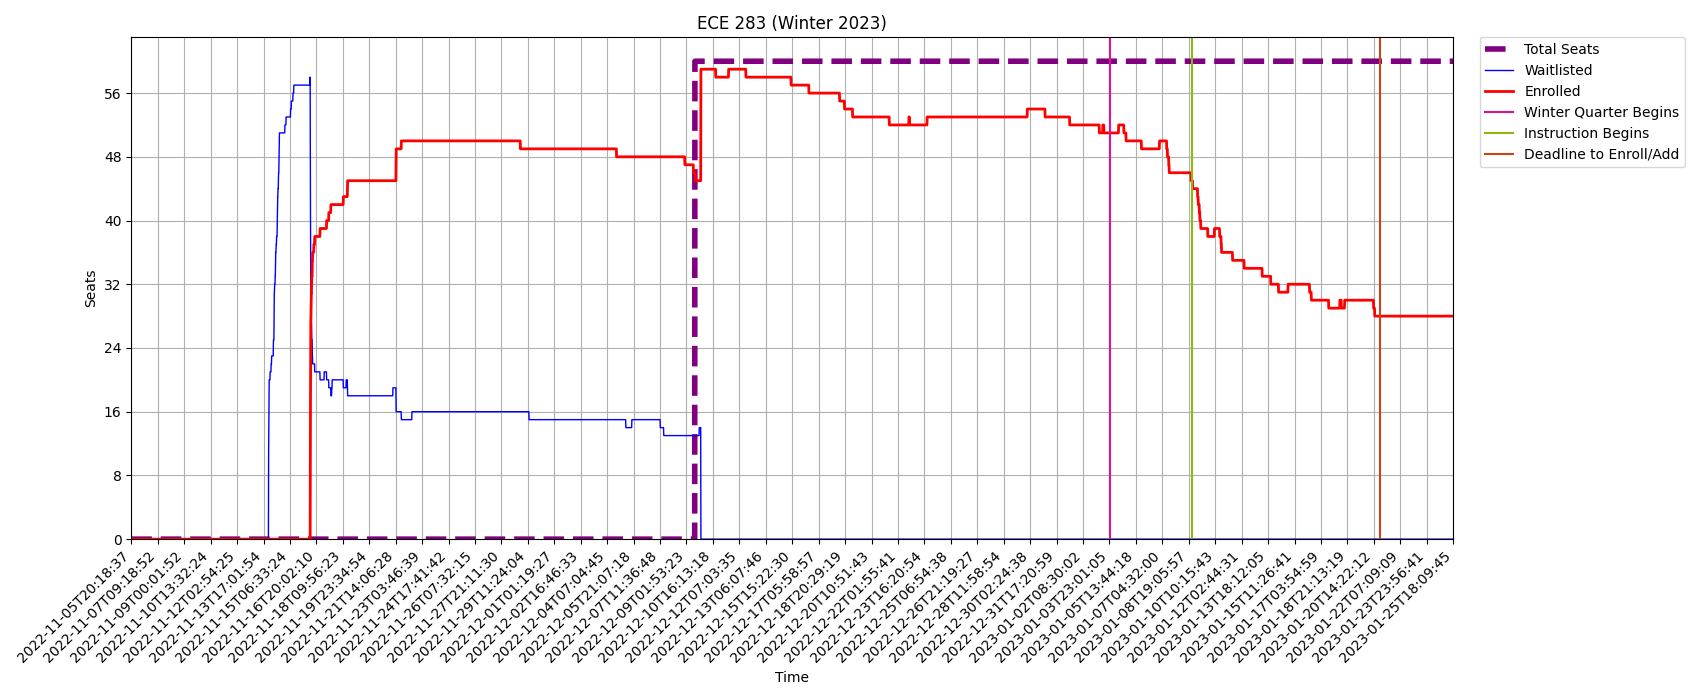 ECE 283 (Winter 2023)
Total Seats
Waitlisted
Enrolled
Winter Quarter Begins
Instruction Begins
Deadline to Enroll/Add
Seats
56
48
40
32
24
16
8
0
2022-11-05T20:18:37
2022-11-07T09:18:52
2022-11-09T00:01:52
2022-11-10T13:32:24
2022-11-12T02:54:25
2022-11-13T17:01:54
2022-11-15T06:33:24
2022-11-16T20:02:10
2022-11-18T09:56:23
2022-11-19T23:34:54
2022-11-21T14:06:28
2022-11-23T03:46:39
2022-11-24T17:41:42
2022-11-26T07:32:15
2022-11-27T21:11:30
2022-11-29T11:24:04
2022-12-01T01:19:27
2022-12-02T16:46:33
2022-12-04T07:04:45
2022-12-05T21:07:18
2022-12-07T11:36:48
2022-12-09T01:53:23
2022-12-10T16:13:18
2022-12-12T07:03:35
2022-12-13T16:07:46
2022-12-15T15:22:30
2022-12-17T05:58:57
2022-12-18T20:29:19
2022-12-20T10:51:43
2022-12-22T01:55:41
2022-12-23T16:20:54
2022-12-25T06:54:38
2022-12-26T21:19:27
2022-12-28T11:58:54
2022-12-30T02:24:38
2022-12-31T17:20:59
2023-01-02T08:30:02
2023-01-03T23:01:05
2023-01-05T13:44:18
2023-01-07T04:32:00
2023-01-08T19:05:57
2023-01-10T10:15:43
2023-01-12T02:44:31
2023-01-13T18:12:05
2023-01-15T11:26:41
2023-01-17T03:54:59
2023-01-18T21:13:19
2023-01-20T14:22:12
2023-01-22T07:09:09
2023-01-23T23:56:41
2023-01-25T18:09:45
Time